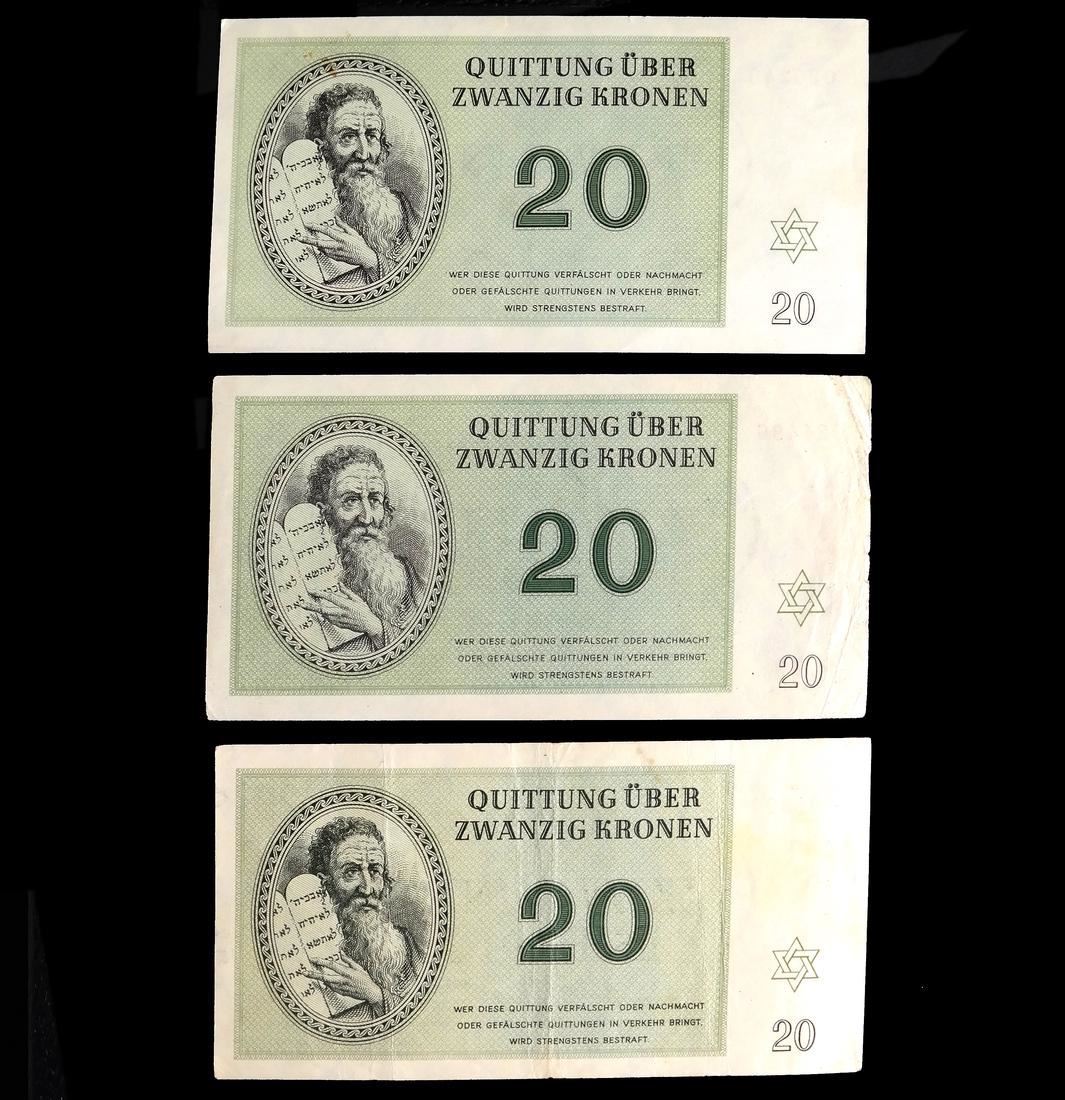 QUITTUNG ÜBER
ZWANZIG KRONEN
20
WER DIESE QUITTUNG VERFÄLSCHT ODER NACHMACHT
ODER GEFÄLSCHTE QUITTUNGEN IN VERKEHR BRINGT,
WIRD STRENGSTENS BESTRAFT.
20
QUITTUNG ÜBER
ZWANZIG KRONEN
20
WER DIESE QUITTUNG VERFÄLSCHT ODER NACHMACHT
ODER GEFÄLSCHTE QUITTUNGEN IN VERKEHR BRINGT,
WIRD STRENGSTENS BESTRAFT.
20
QUITTUNG ÜBER
ZWANZIG KRONEN
20
WER DIESE QUITTUNG VERFÄLSCHT ODER NACHMACHT
ODER GEFÄLSCHTE QUITTUNGEN IN VERKEHR BRINGT,
WIRD STRENGSTENS BESTRAFT.
20